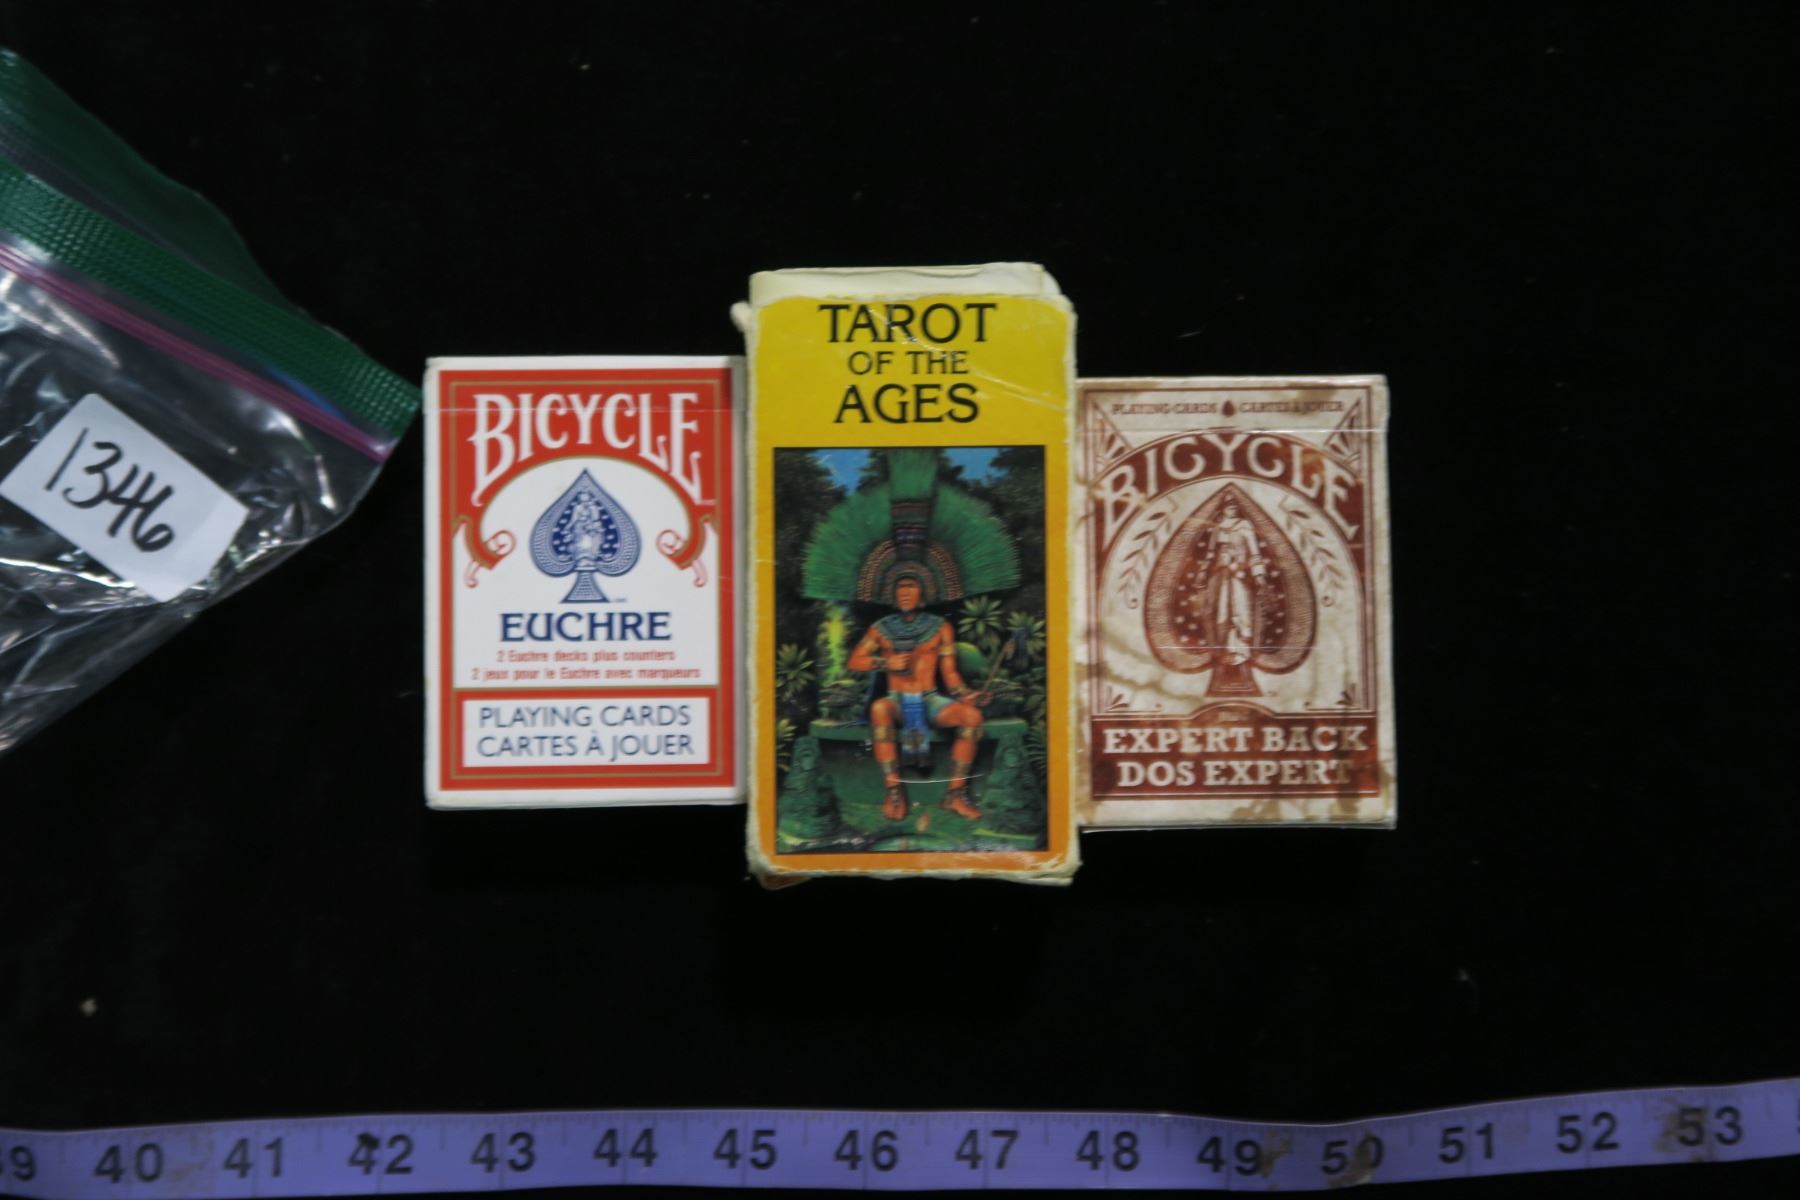 1346
BICYCLE
EUCHRE
2 Euchre decks plus counters
2 jeux pour le Euchre avec marqueurs
PLAYING CARDS
CARTES À JOUER
TAROT
OF THE
AGES
PLAYING CARDS CARTES À JOUER
BICYCLE
EXPERT BACK
DOS EXPERT
39 40 41 42 43 44 45 46 47 48 49 50 51 52 53